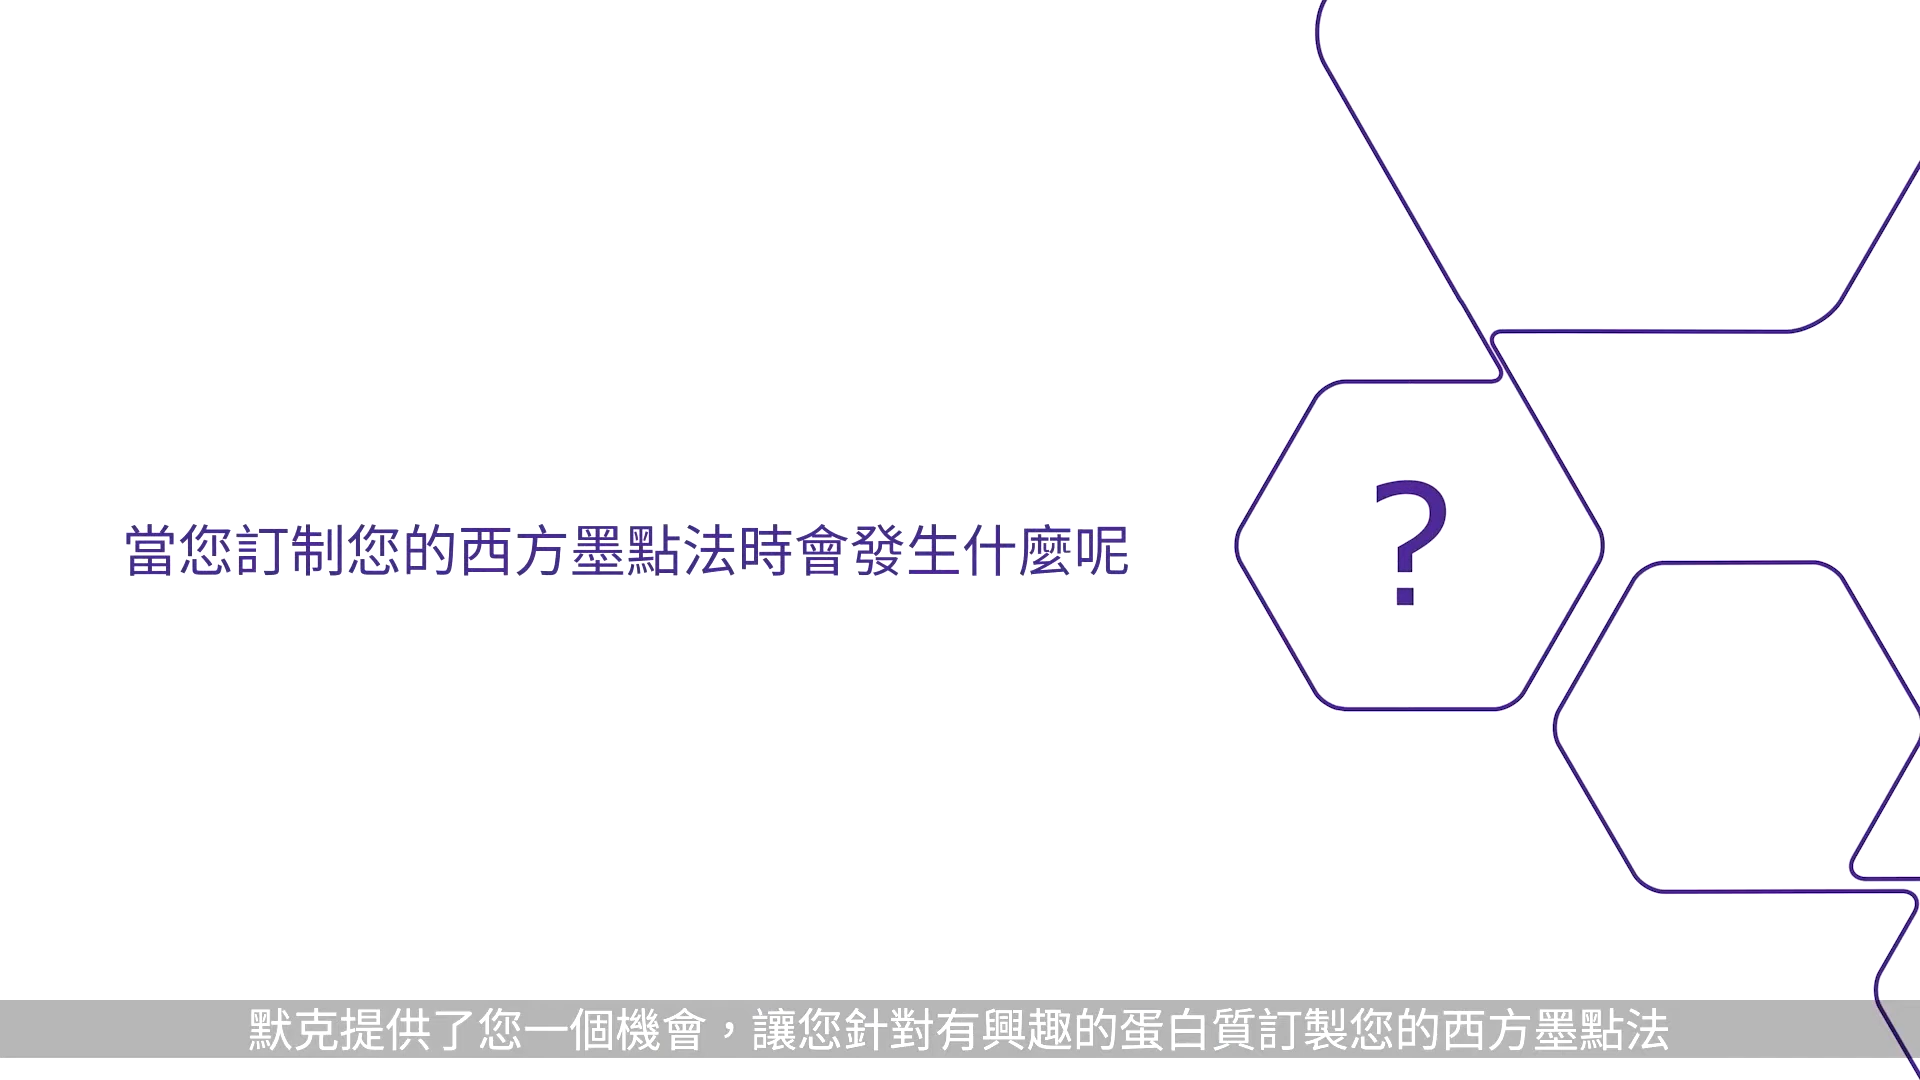 當您訂制您的西方墨點法時會發生什麼呢
?
默克提供了您一個機會，讓您針對有興趣的蛋白質訂製您的西方墨點法